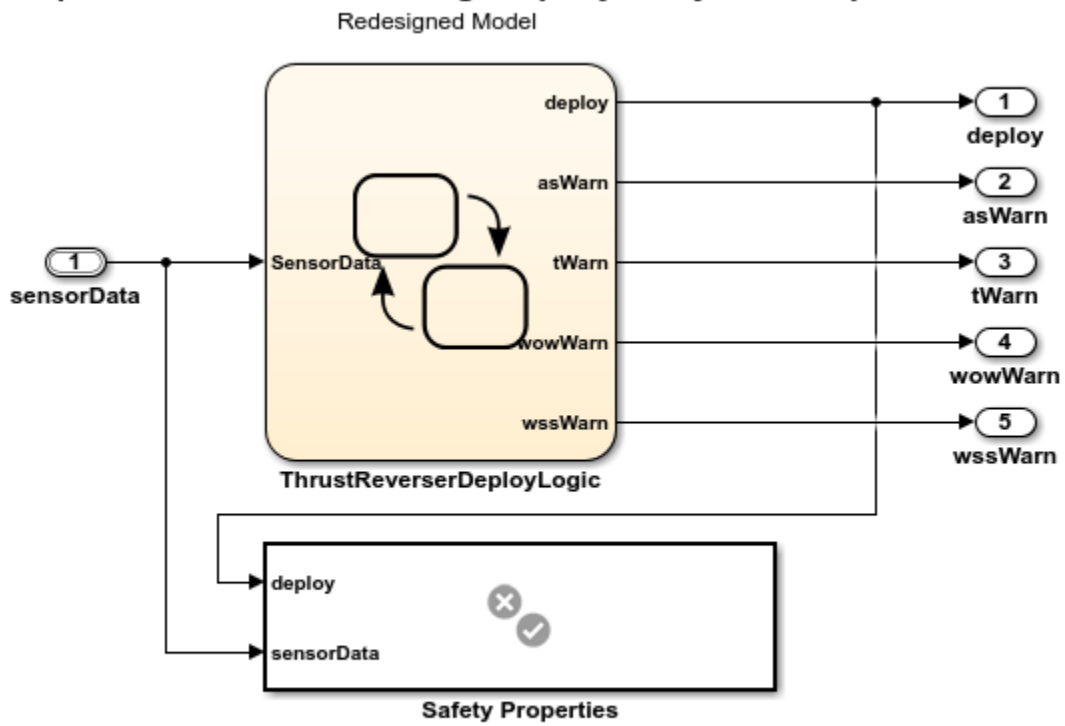 Redesigned Model
deploy
1
deploy
asWarn
2
asWarn
1
sensorData
SensorData
tWarn
3
tWarn
wowWarn
4
wowWarn
wssWarn
5
wssWarn
ThrustReverserDeployLogic
deploy
sensorData
Safety Properties